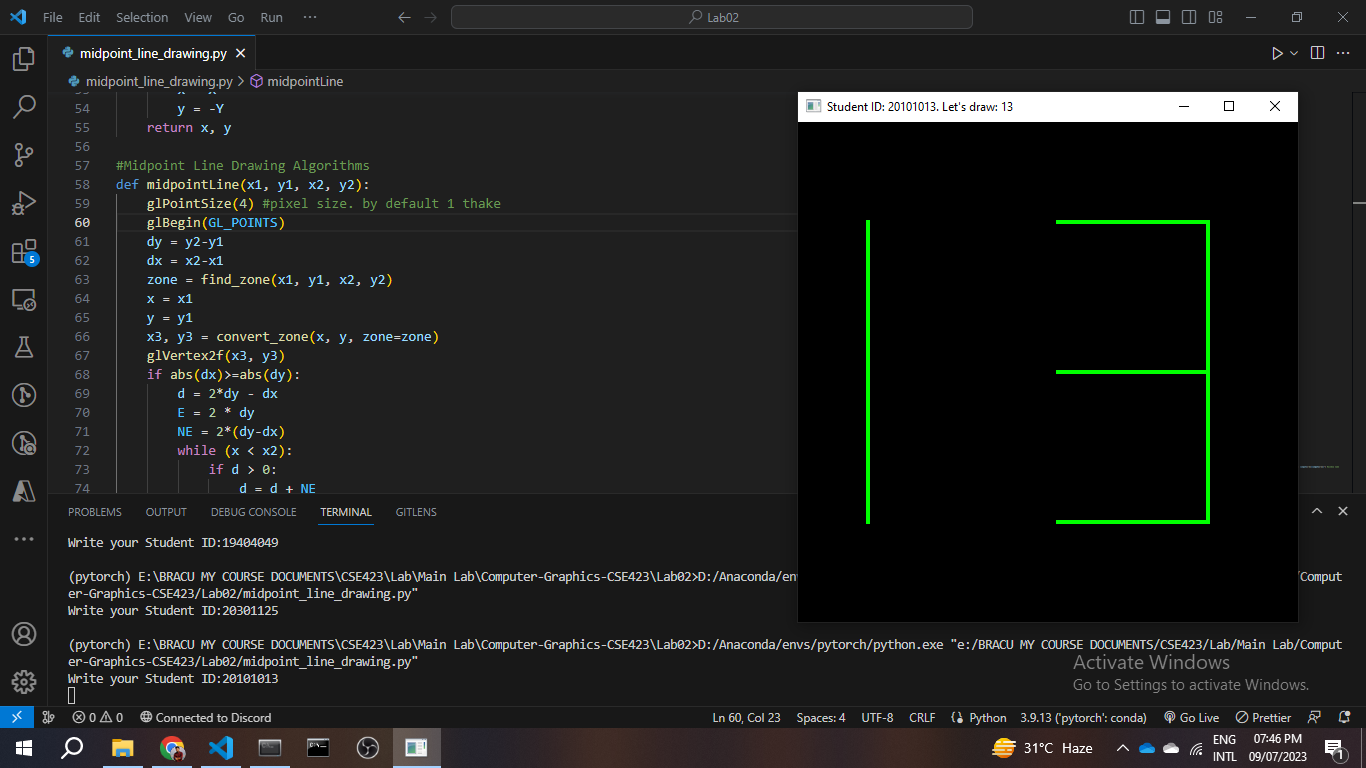 File Edit Selection View Go Run ··· Lab02
midpoint_line_drawing.py
midpoint_line_drawing.py > midpointLine
54 y = -Y
55 return x, y
56
57 #Midpoint Line Drawing Algorithms
58 def midpointLine(x1, y1, x2, y2):
59 glPointSize(4) #pixel size. by default 1 thake
60 glBegin(GL_POINTS)
61 dy = y2-y1
62 dx = x2-x1
63 zone = find_zone(x1, y1, x2, y2)
64 x = x1
65 y = y1
66 x3, y3 = convert_zone(x, y, zone=zone)
67 glVertex2f(x3, y3)
68 if abs(dx)>=abs(dy):
69 d = 2*dy - dx
70 E = 2 * dy
71 NE = 2*(dy-dx)
72 while (x < x2):
73 if d > 0:
74 d = d + NE
Student ID: 20101013. Let's draw: 13
5
PROBLEMS OUTPUT DEBUG CONSOLE TERMINAL GITLENS
Write your Student ID:19404049
(pytorch) E:\BRACU MY COURSE DOCUMENTS\CSE423\Lab\Main Lab\Computer-Graphics-CSE423\Lab02>D:/Anaconda/en /Comput
er-Graphics-CSE423/Lab02/midpoint_line_drawing.py"
Write your Student ID:20301125
(pytorch) E:\BRACU MY COURSE DOCUMENTS\CSE423\Lab\Main Lab\Computer-Graphics-CSE423\Lab02>D:/Anaconda/envs/pytorch/python.exe "e:/BRACU MY COURSE DOCUMENTS/CSE423/Lab/Main Lab/Comput
er-Graphics-CSE423/Lab02/midpoint_line_drawing.py"
Write your Student ID:20101013
Activate Windows
Go to Settings to activate Windows.
0 0 Connected to Discord Ln 60, Col 23 Spaces: 4 UTF-8 CRLF Python 3.9.13 ('pytorch': conda) Go Live Prettier
31°C Haze ENG 07:46 PM
INTL 09/07/2023 1